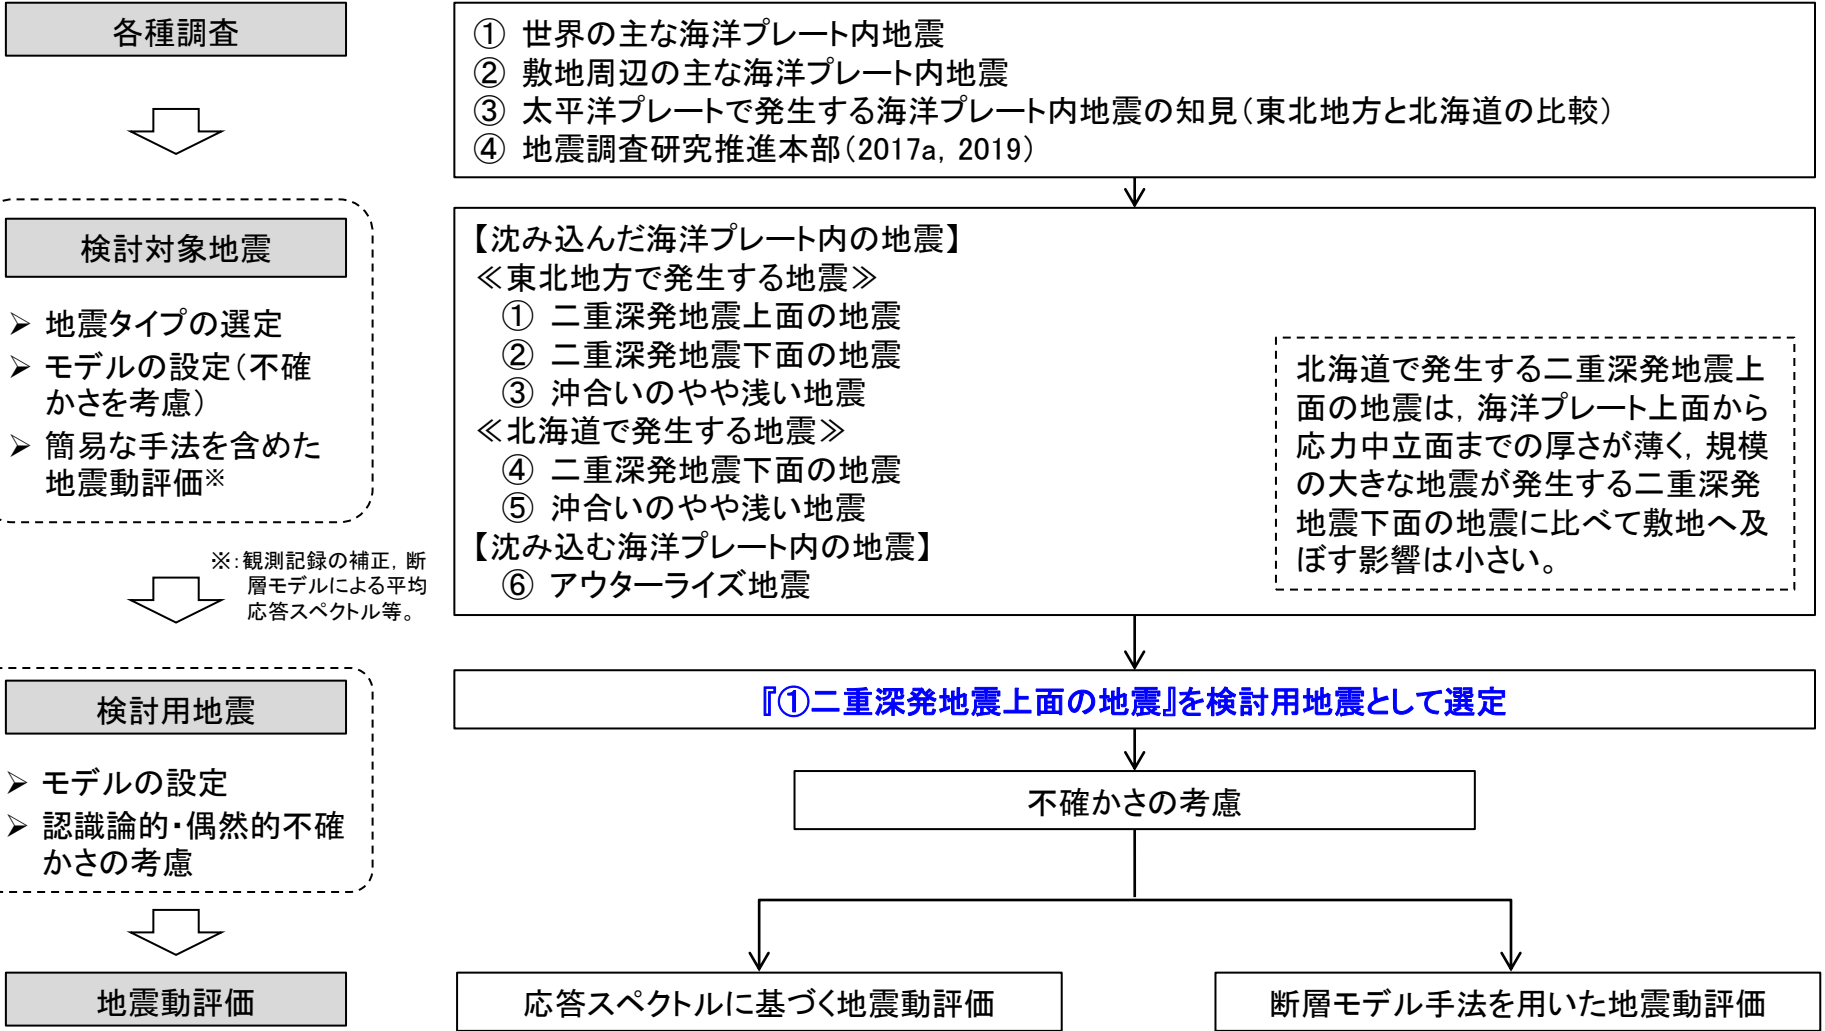 各種調査
① 世界の主な海洋プレート内地震
② 敷地周辺の主な海洋プレート内地震
③ 太平洋プレートで発生する海洋プレート内地震の知見(東北地方と北海道の比較)
④ 地震調査研究推進本部(2017a, 2019)
検討対象地震
➢ 地震タイプの選定
➢ モデルの設定(不確
かさを考慮)
➢ 簡易な手法を含めた
地震動評価※
※:観測記録の補正, 断
層モデルによる平均
応答スペクトル等。
【沈み込んだ海洋プレート内の地震】
≪東北地方で発生する地震≫
① 二重深発地震上面の地震
② 二重深発地震下面の地震
③ 沖合いのやや浅い地震
≪北海道で発生する地震≫
④ 二重深発地震下面の地震
⑤ 沖合いのやや浅い地震
【沈み込む海洋プレート内の地震】
⑥ アウターライズ地震
北海道で発生する二重深発地震上
面の地震は, 海洋プレート上面から
応力中立面までの厚さが薄く, 規模
の大きな地震が発生する二重深発
地震下面の地震に比べて敷地へ及
ぼす影響は小さい。
検討用地震
➢ モデルの設定
➢ 認識論的・偶然的不確
かさの考慮
『①二重深発地震上面の地震』を検討用地震として選定
不確かさの考慮
地震動評価
応答スペクトルに基づく地震動評価
断層モデル手法を用いた地震動評価